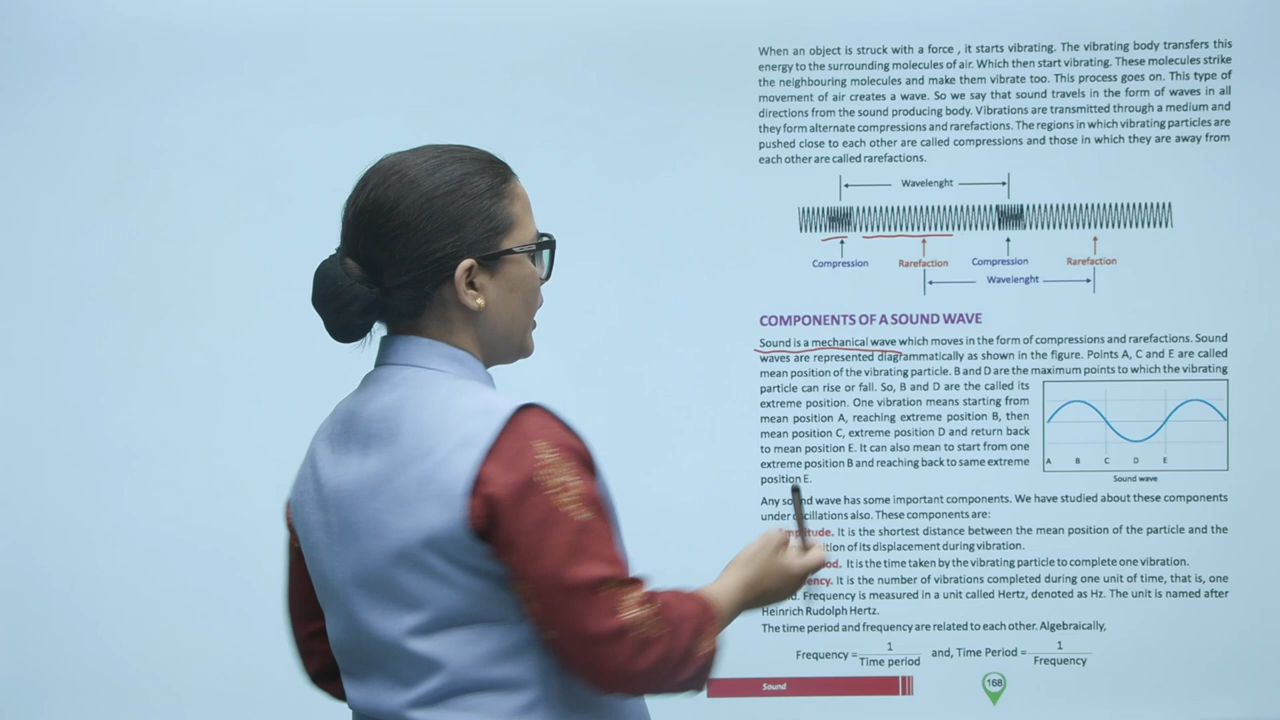 When an object is struck with a force , it starts vibrating. The vibrating body transfers this
energy to the surrounding molecules of air. Which then start vibrating. These molecules strike
the neighbouring molecules and make them vibrate too. This process goes on. This type of
movement of air creates a wave. So we say that sound travels in the form of waves in all
directions from the sound producing body. Vibrations are transmitted through a medium and
they form alternate compressions and rarefactions. The regions in which vibrating particles are
pushed close to each other are called compressions and those in which they are away from
each other are called rarefactions.
Wavelenght
Compression Rarefaction Compression Rarefaction
Wavelenght
COMPONENTS OF A SOUND WAVE
Sound is a mechanical wave which moves in the form of compressions and rarefactions. Sound
waves are represented diagrammatically as shown in the figure. Points A, C and E are called
mean position of the vibrating particle. B and D are the maximum points to which the vibrating
particle can rise or fall. So, B and D are the called its
extreme position. One vibration means starting from
mean position A, reaching extreme position B, then
mean position C, extreme position D and return back
to mean position E. It can also mean to start from one
extreme position B and reaching back to same extreme
position E.
A B C D E
Sound wave
Any sound wave has some important components. We have studied about these components
under oscillations also. These components are:
It is the shortest distance between the mean position of the particle and the
of its displacement during vibration.
It is the time taken by the vibrating particle to complete one vibration.
It is the number of vibrations completed during one unit of time, that is, one
Frequency is measured in a unit called Hertz, denoted as Hz. The unit is named after
Heinrich Rudolph Hertz.
The time period and frequency are related to each other. Algebraically,
Frequency = 1 / Time period and, Time Period = 1 / Frequency
Sound
168